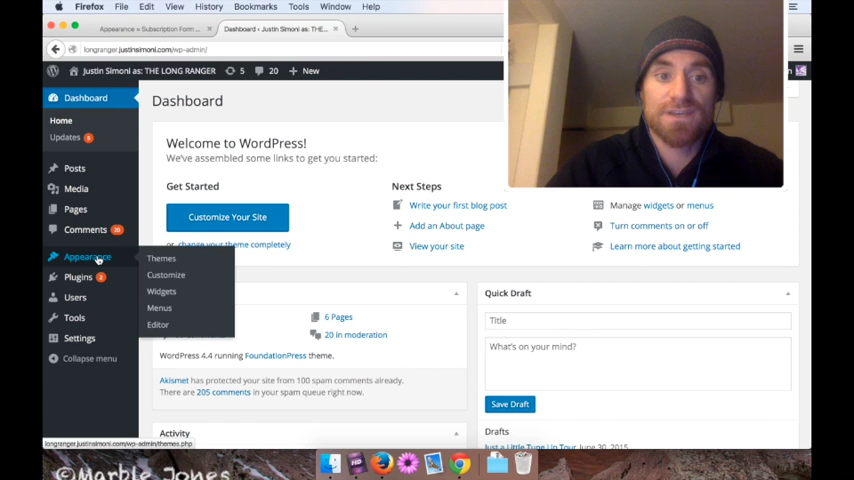 Firefox File Edit View History Bookmarks Tools Window Help
Appearance » Subscription Form ... × Dashboard ‹ Justin Simoni as: THE... × +
longranger.justinsimoni.com/wp-admin/
Justin Simoni as: THE LONG RANGER 5 20 + New
Dashboard
Home
Updates 5
Posts
Media
Pages
Comments
Appearance
Plugins 2
Users
Tools
Settings
Collapse menu
Themes
Customize
Widgets
Menus
Editor
Dashboard
Welcome to WordPress!
We've assembled some links to get you started:
Get Started
Customize Your Site
or change your theme completely
Next Steps
Write your first blog post
Add an About page
View your site
Manage widgets or menus
Turn comments on or off
Learn more about getting started
6 Pages
20 in moderation
WordPress 4.4 running FoundationPress theme.
Akismet has protected your site from 100 spam comments already.
There are 205 comments in your spam queue right now.
Activity
Quick Draft
Title
What's on your mind?
Save Draft
Drafts
Just a Little Tune Up Tour June 30, 2015
longranger.justinsimoni.com/wp-admin/themes.php
©Marble Jones